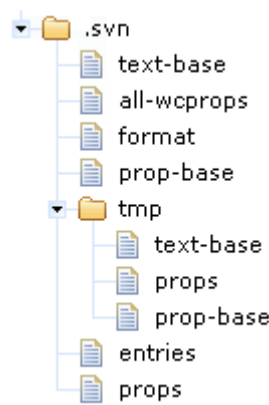 .svn
text-base
all-wcprops
format
prop-base
tmp
text-base
props
prop-base
entries
props